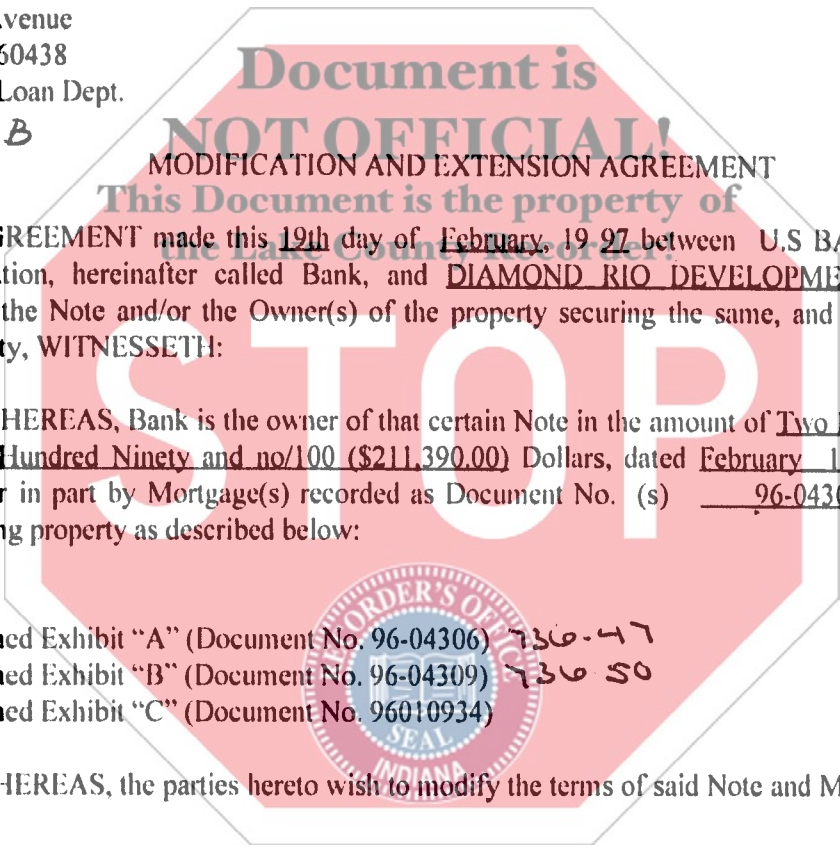 venue
60438
Loan Dept.
B
Document is
NOT OFFICIAL!
MODIFICATION AND EXTENSION AGREEMENT
This Document is the property of
the Lake County Recorder!
GREEMENT made this 19th day of February, 19 97 between U.S BA
tion, hereinafter called Bank, and DIAMOND RIO DEVELOPME
the Note and/or the Owner(s) of the property securing the same, and
ty, WITNESSETH:
STOP
HEREAS, Bank is the owner of that certain Note in the amount of Two
Hundred Ninety and no/100 ($211,390.00) Dollars, dated February 1
r in part by Mortgage(s) recorded as Document No. (s) 96-0430
ng property as described below:
RECORDER'S OFFICE
ed Exhibit "A" (Document No. 96-04306) 736-47
ed Exhibit "B" (Document No. 96-04309) 736 50
ed Exhibit "C" (Document No. 96010934)
SEAL
INDIANA
HEREAS, the parties hereto wish to modify the terms of said Note and M